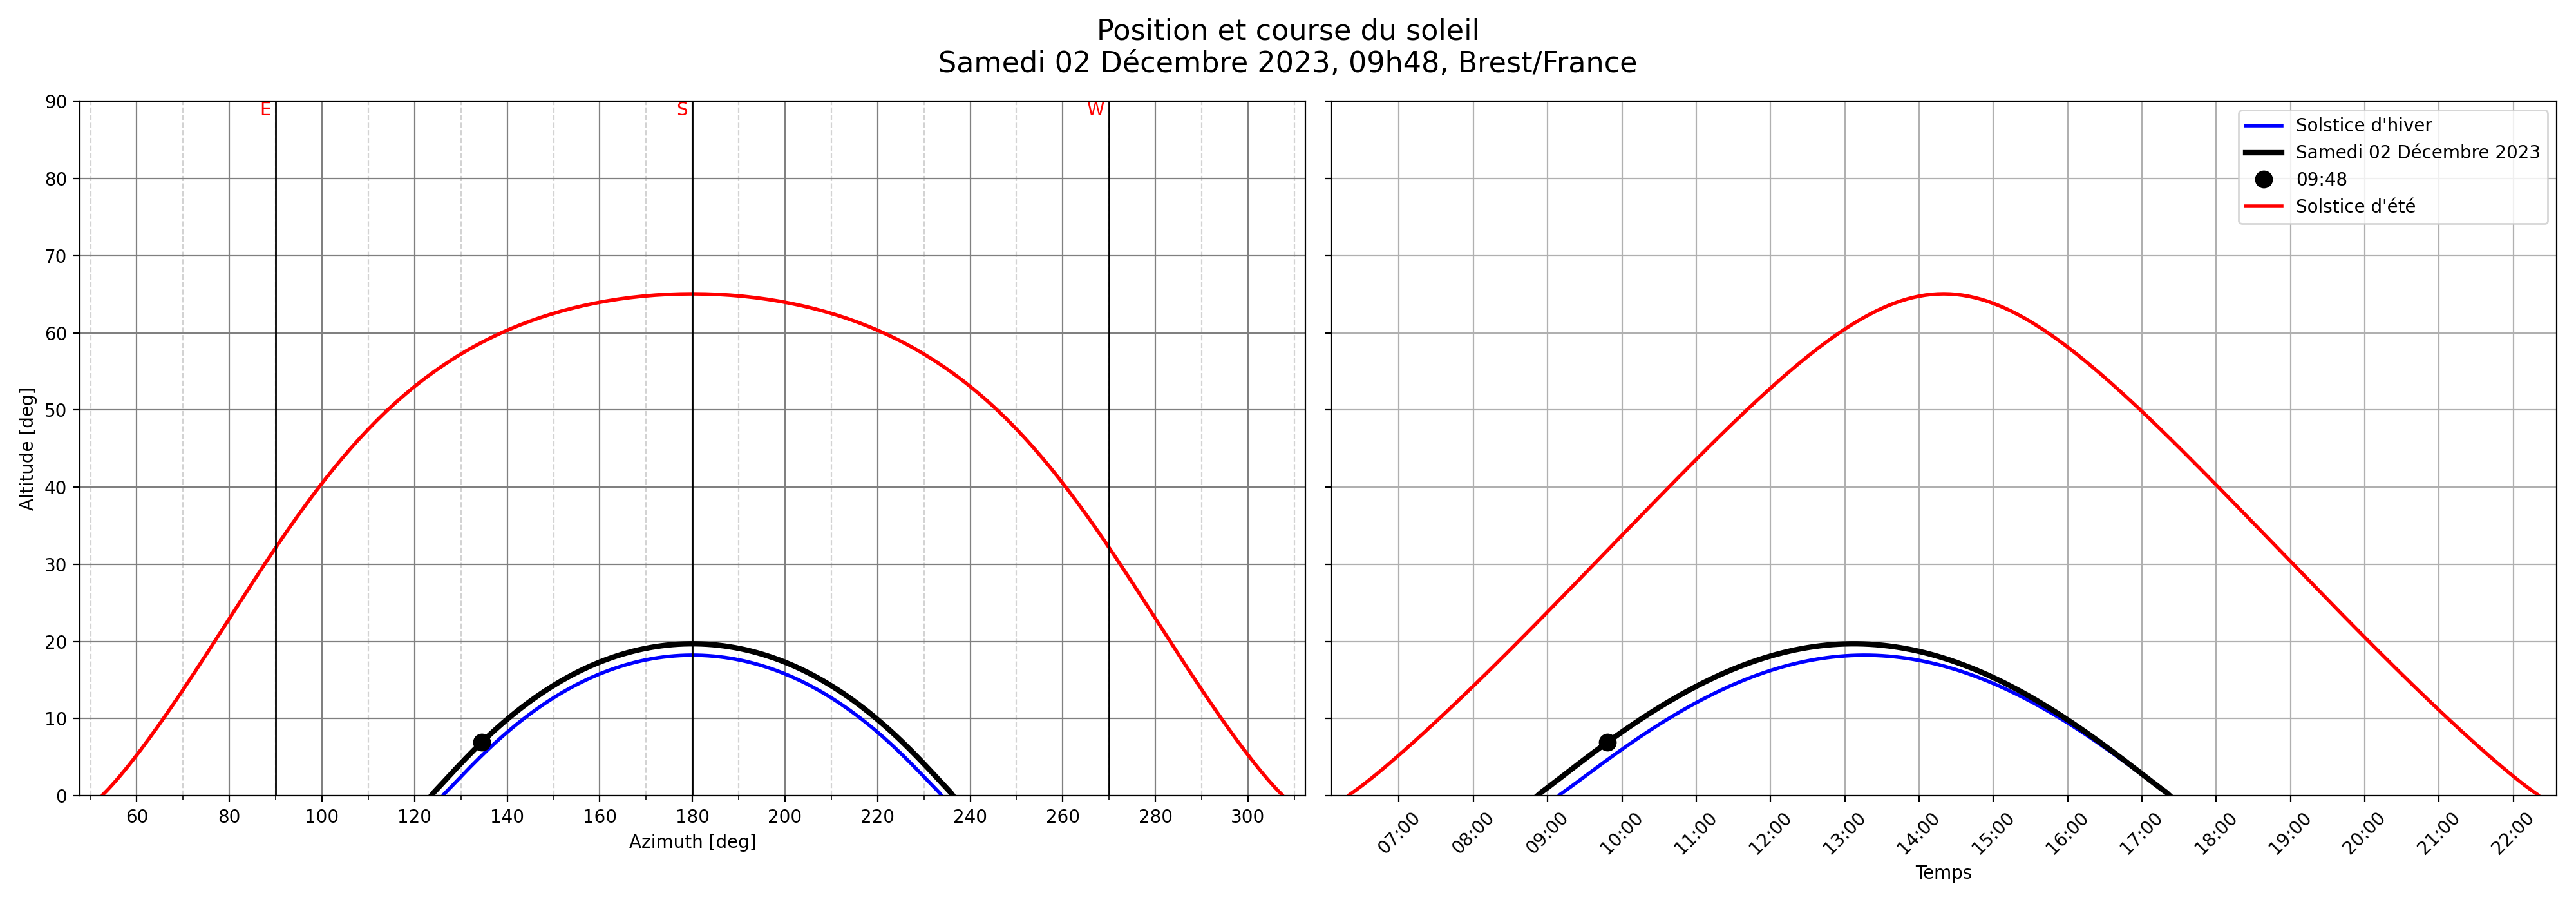 Position et course du soleil
Samedi 02 Décembre 2023, 09h48, Brest/France
E
S
W
90
80
70
60
50
40
30
20
10
0
Altitude [deg]
60 80 100 120 140 160 180 200 220 240 260 280 300
Azimuth [deg]
Solstice d'hiver
Samedi 02 Décembre 2023
09:48
Solstice d'été
07:00 08:00 09:00 10:00 11:00 12:00 13:00 14:00 15:00 16:00 17:00 18:00 19:00 20:00 21:00 22:00
Temps